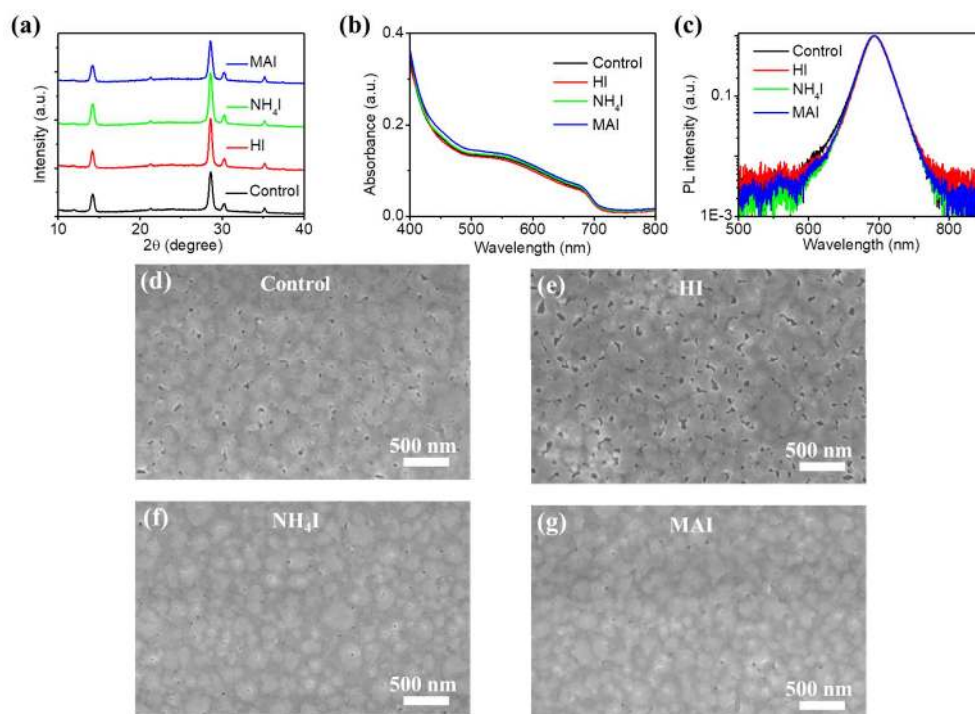 (a)
MAI
NH₄I
HI
Control
Intensity (a.u.)
10 20 30 40
2θ (degree)
(b)
Control
HI
NH₄I
MAI
Absorbance (a.u.)
0.4
0.2
0.0
400 500 600 700 800
Wavelength (nm)
(c)
Control
HI
NH₄I
MAI
PL intensity (a.u.)
0.1
1E-3
500 600 700 800
Wavelength (nm)
(d) Control
500 nm
(e) HI
500 nm
(f) NH₄I
500 nm
(g) MAI
500 nm